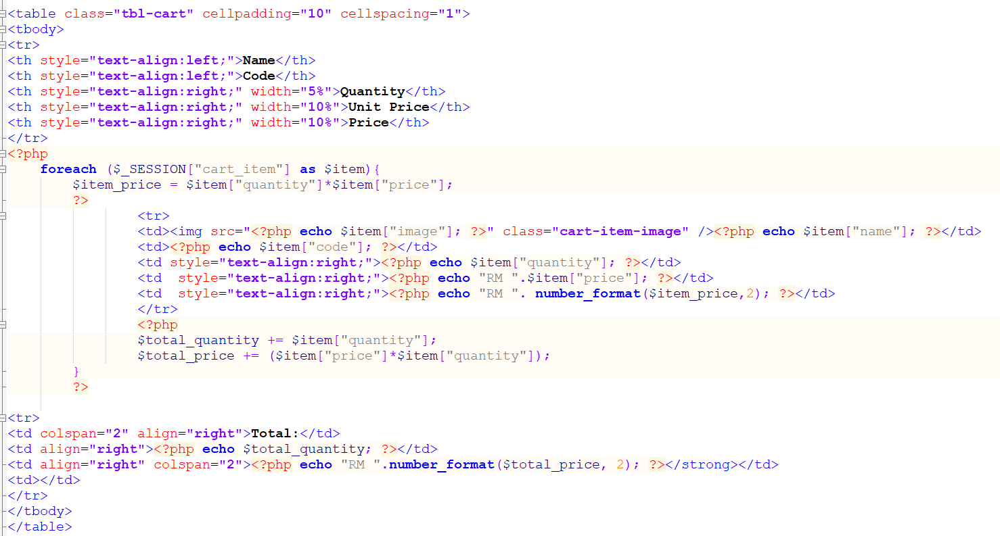 <table class="tbl-cart" cellpadding="10" cellspacing="1">
<tbody>
<tr>
<th style="text-align:left;">Name</th>
<th style="text-align:left;">Code</th>
<th style="text-align:right;" width="5%">Quantity</th>
<th style="text-align:right;" width="10%">Unit Price</th>
<th style="text-align:right;" width="10%">Price</th>
</tr>
<?php
    foreach ($_SESSION["cart_item"] as $item){
        $item_price = $item["quantity"]*$item["price"];
        ?>
                <tr>
                <td><img src="<?php echo $item["image"]; ?>" class="cart-item-image" /><?php echo $item["name"]; ?></td>
                <td><?php echo $item["code"]; ?></td>
                <td style="text-align:right;"><?php echo $item["quantity"]; ?></td>
                <td  style="text-align:right;"><?php echo "RM ".$item["price"]; ?></td>
                <td  style="text-align:right;"><?php echo "RM ". number_format($item_price,2); ?></td>
                </tr>
                <?php
                $total_quantity += $item["quantity"];
                $total_price += ($item["price"]*$item["quantity"]);
        }
        ?>
<tr>
<td colspan="2" align="right">Total:</td>
<td align="right"><?php echo $total_quantity; ?></td>
<td align="right" colspan="2"><?php echo "RM ".number_format($total_price, 2); ?></strong></td>
<td></td>
</tr>
</tbody>
</table>